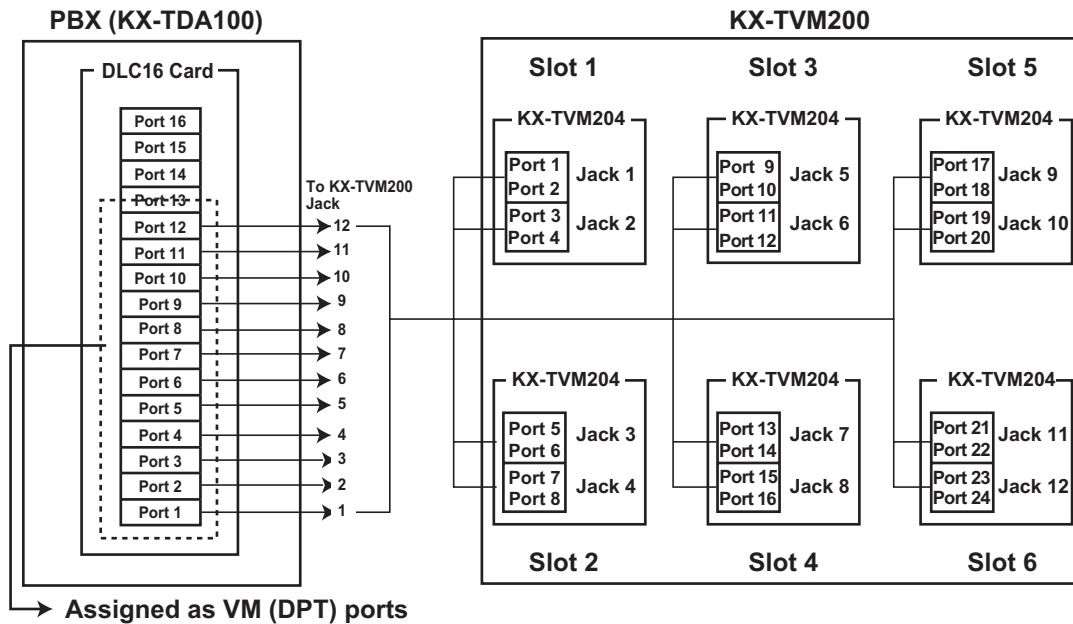 PBX (KX-TDA100)
DLC16 Card
Port 16
Port 15
Port 14
Port 13
Port 12
Port 11
Port 10
Port 9
Port 8
Port 7
Port 6
Port 5
Port 4
Port 3
Port 2
Port 1
To KX-TVM200
Jack
12
11
10
9
8
7
6
5
4
3
2
1
Assigned as VM (DPT) ports
KX-TVM200
Slot 1
KX-TVM204
Port 1
Port 2
Jack 1
Port 3
Port 4
Jack 2
Slot 3
KX-TVM204
Port 9
Port 10
Jack 5
Port 11
Port 12
Jack 6
Slot 5
KX-TVM204
Port 17
Port 18
Jack 9
Port 19
Port 20
Jack 10
KX-TVM204
Port 5
Port 6
Jack 3
Port 7
Port 8
Jack 4
Slot 2
KX-TVM204
Port 13
Port 14
Jack 7
Port 15
Port 16
Jack 8
Slot 4
KX-TVM204
Port 21
Port 22
Jack 11
Port 23
Port 24
Jack 12
Slot 6